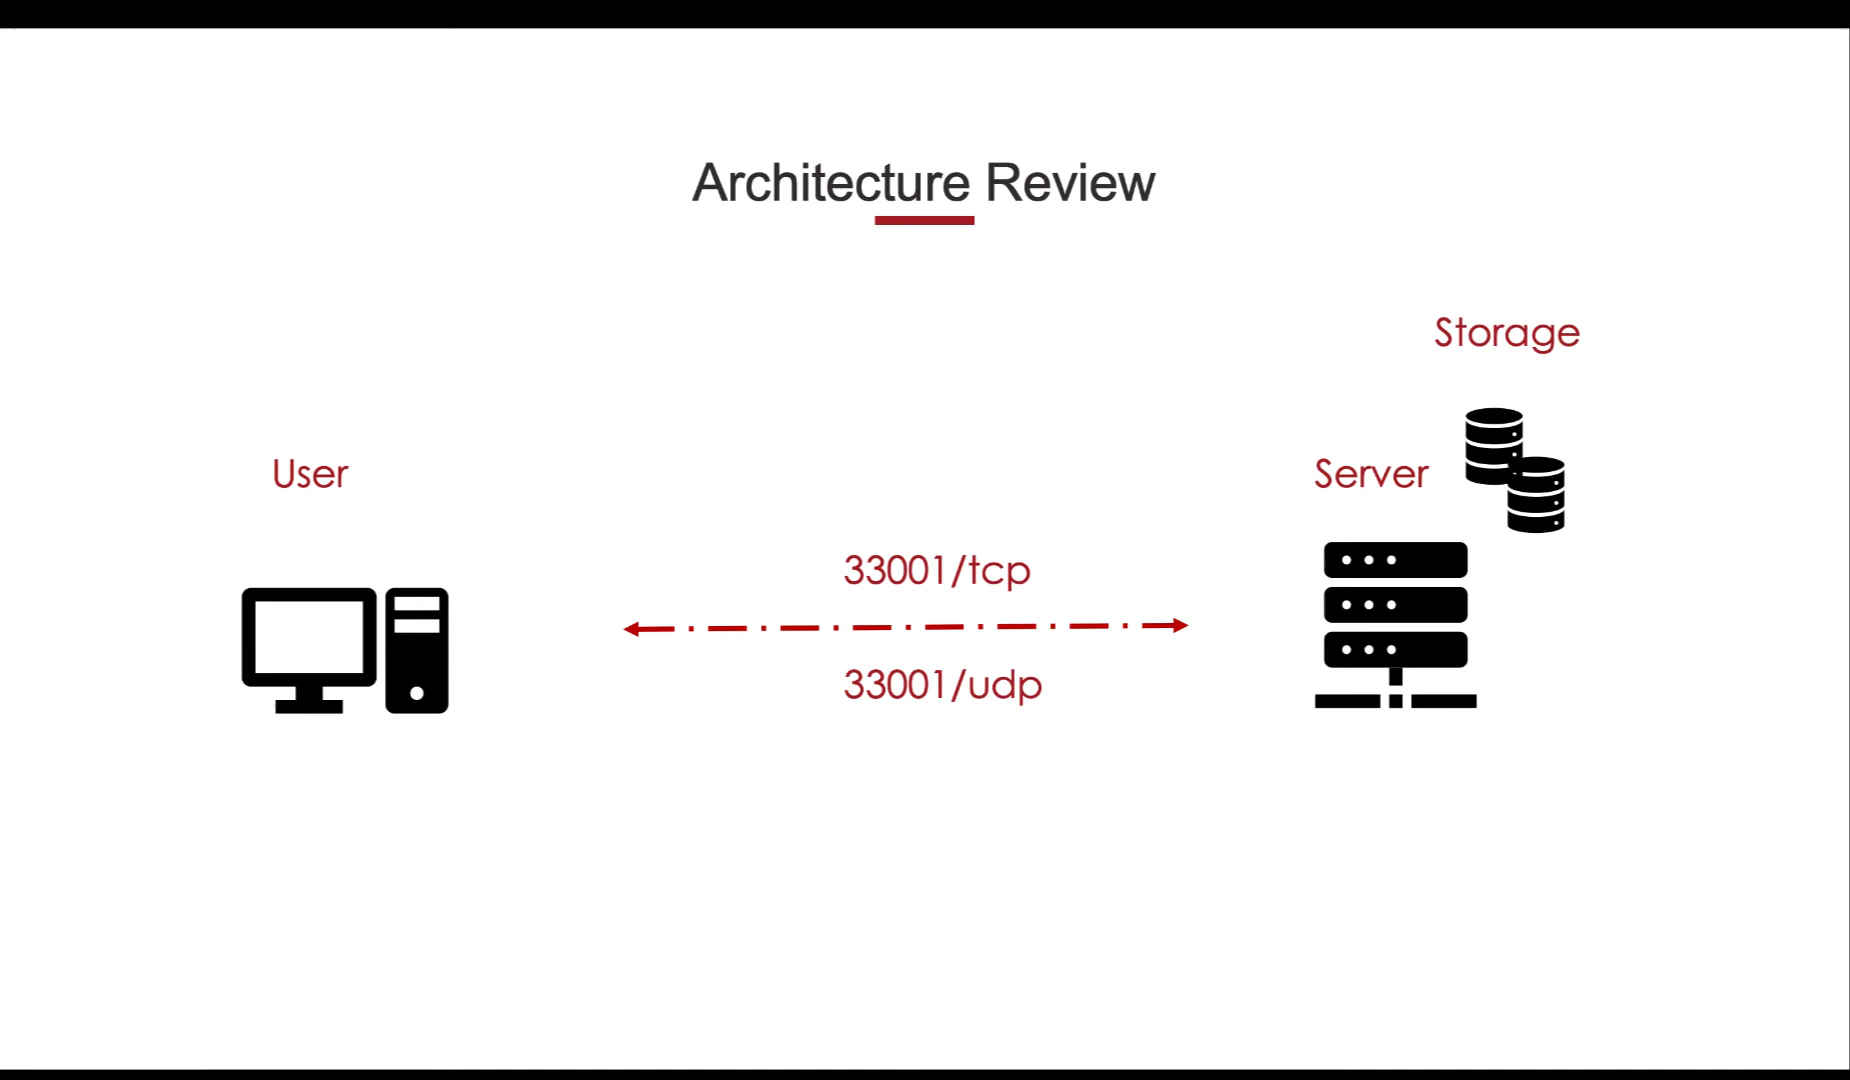 Architecture Review
Storage
User
Server
33001/tcp
33001/udp